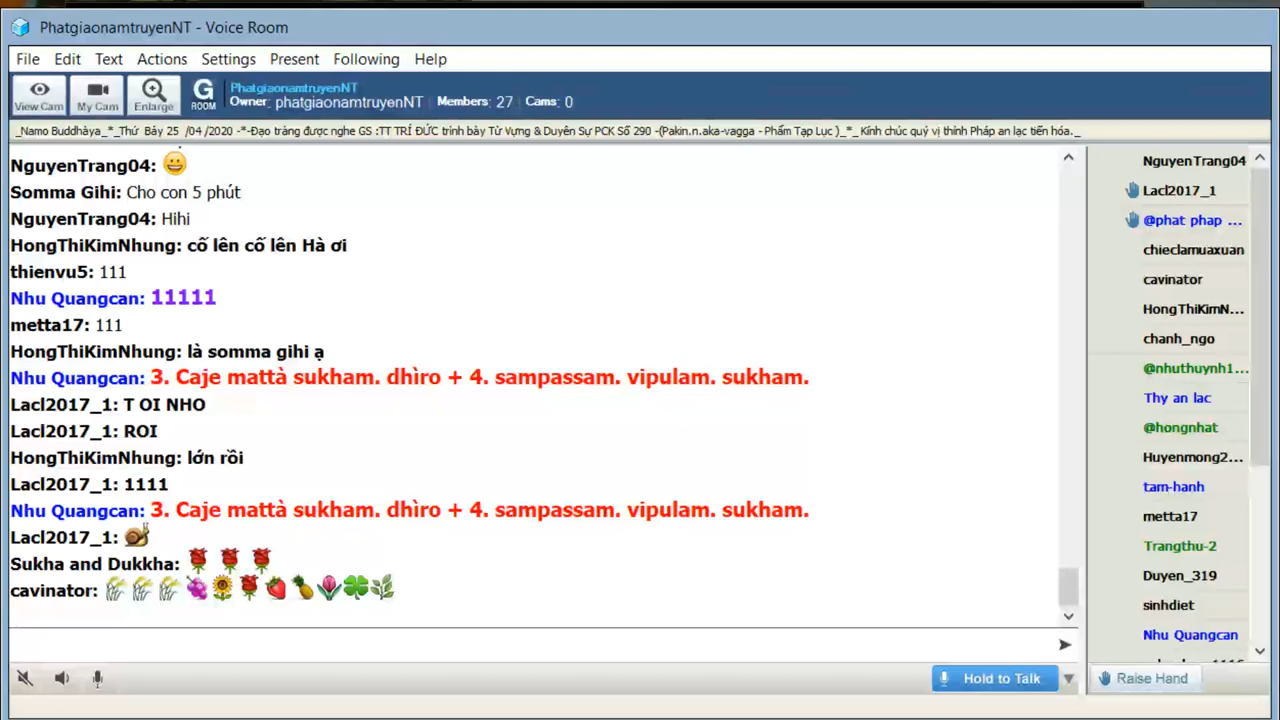 PhatgiaonamtruyenNT - Voice Room
File Edit Text Actions Settings Present Following Help
View Cam My Cam Enlarge G ROOM
PhatgiaonamtruyenNT
Owner: phatgiaonamtruyenNT Members: 27 Cams: 0
_Namo Buddhàya_*_Thứ Bảy 25 /04 /2020 -*-Đạo tràng được nghe GS :TT TRÍ ĐỨC trình bày Từ Vựng & Duyên Sự PCK Số 290 -(Pakin.n.aka-vagga - Phẩm Tạp Lục )_*_ Kính chúc quý vị thính Pháp an lạc tiến hóa._
NguyenTrang04:
Somma Gihi: Cho con 5 phút
NguyenTrang04: Hihi
HongThiKimNhung: cố lên cố lên Hà ơi
thienvu5: 111
Nhu Quangcan: 11111
metta17: 111
HongThiKimNhung: là somma gihi ạ
Nhu Quangcan: 3. Caje mattà sukham. dhìro + 4. sampassam. vipulam. sukham.
Lacl2017_1: T OI NHO
Lacl2017_1: ROI
HongThiKimNhung: lớn rồi
Lacl2017_1: 1111
Nhu Quangcan: 3. Caje mattà sukham. dhìro + 4. sampassam. vipulam. sukham.
Lacl2017_1:
Sukha and Dukkha:
cavinator:
NguyenTrang04
Lacl2017_1
@phat phap ...
chieclamuaxuan
cavinator
HongThiKimN...
chanh_ngo
@nhuthuynh1...
Thy an lac
@hongnhat
Huyenmong2...
tam-hanh
metta17
Trangthu-2
Duyen_319
sinhdiet
Nhu Quangcan
Hold to Talk
Raise Hand